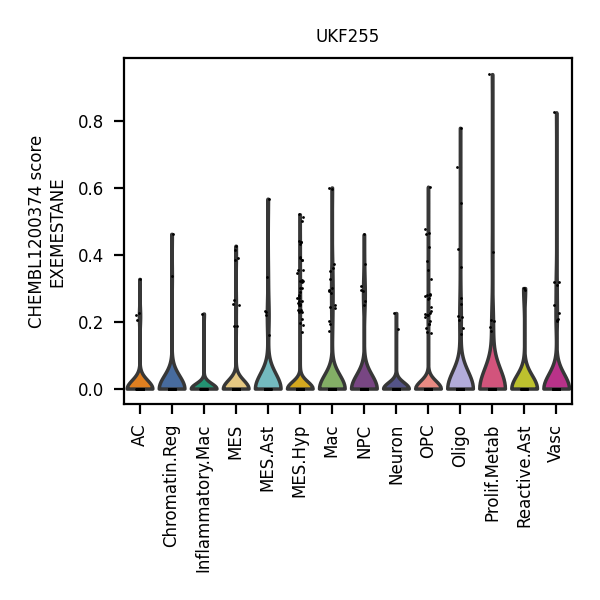 UKF255
CHEMBL1200374 score
EXEMESTANE
0.8
0.6
0.4
0.2
0.0
AC
Chromatin.Reg
Inflammatory.Mac
MES
MES.Ast
MES.Hyp
Mac
NPC
Neuron
OPC
Oligo
Prolif.Metab
Reactive.Ast
Vasc